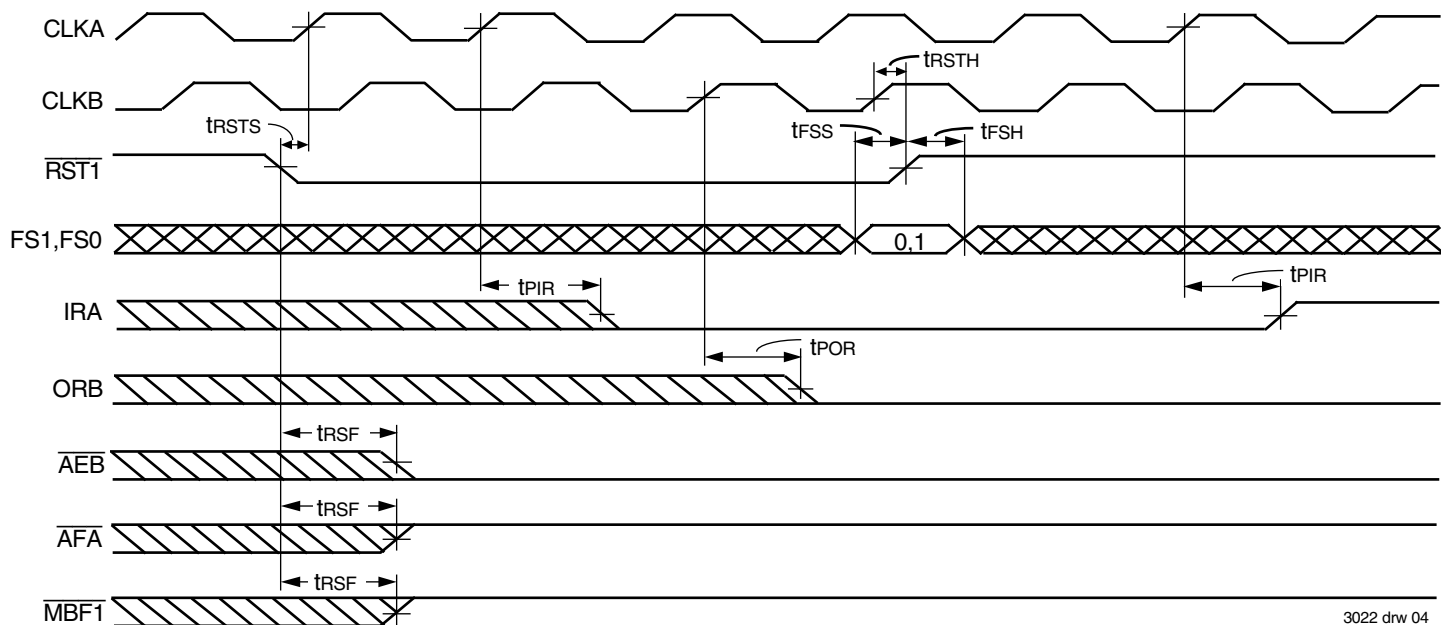 CLKA
tRSTH
CLKB
tRSTS
tFSS
tFSH
RST1
FS1,FS0
0,1
tPIR
tPIR
IRA
tPOR
ORB
tRSF
AEB
tRSF
AFA
tRSF
MBF1
3022 drw 04